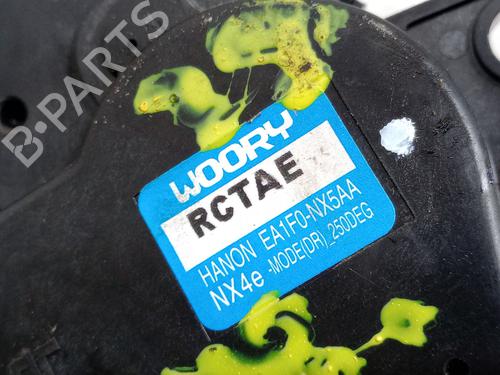 B-PARTS
WOORY
RCTAE
HANON EA1F0-NX5AA
NX4e -MODE(DR)_250DEG